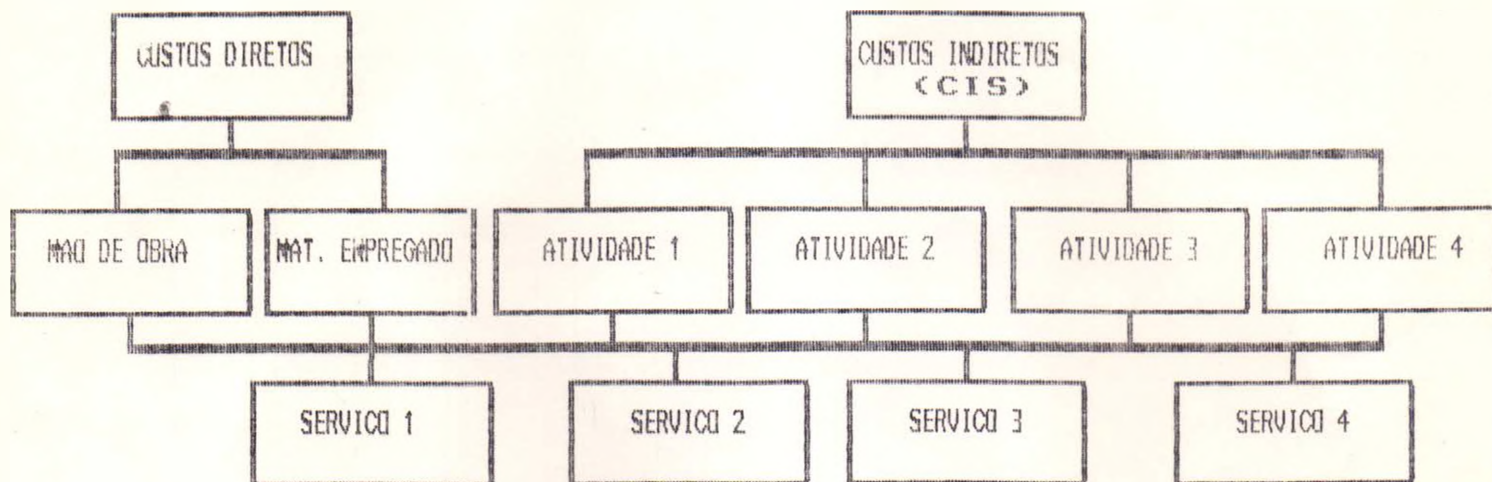 CUSTOS DIRETOS
CUSTOS INDIRETOS
(CIS)
MAO DE OBRA
MAT. EMPREGADO
ATIVIDADE 1
ATIVIDADE 2
ATIVIDADE 3
ATIVIDADE 4
SERVICO 1
SERVICO 2
SERVICO 3
SERVICO 4